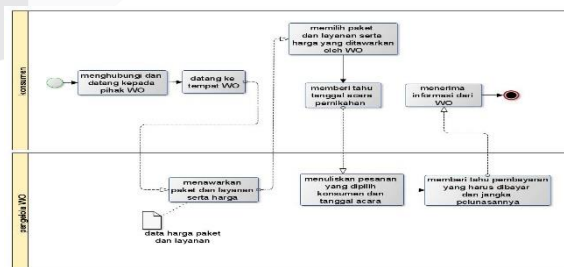 konsumen
menghubungi dan
datang kepada
pihak WO
datang ke
tempat WO
memilih paket
dan layanan serta
harga yang ditawarkan
oleh WO
memberi tahu
tanggal acara
pernikahan
menerima
informasi dari
WO
pengelola WO
menawarkan
paket dan layanan
serta harga
data harga paket
dan layanan
menuliskan pesanan
yang dipilih
konsumen dan
tanggal acara
memberi tahu pembayaran
yang harus dibayar
dan jangka
pelunasannya